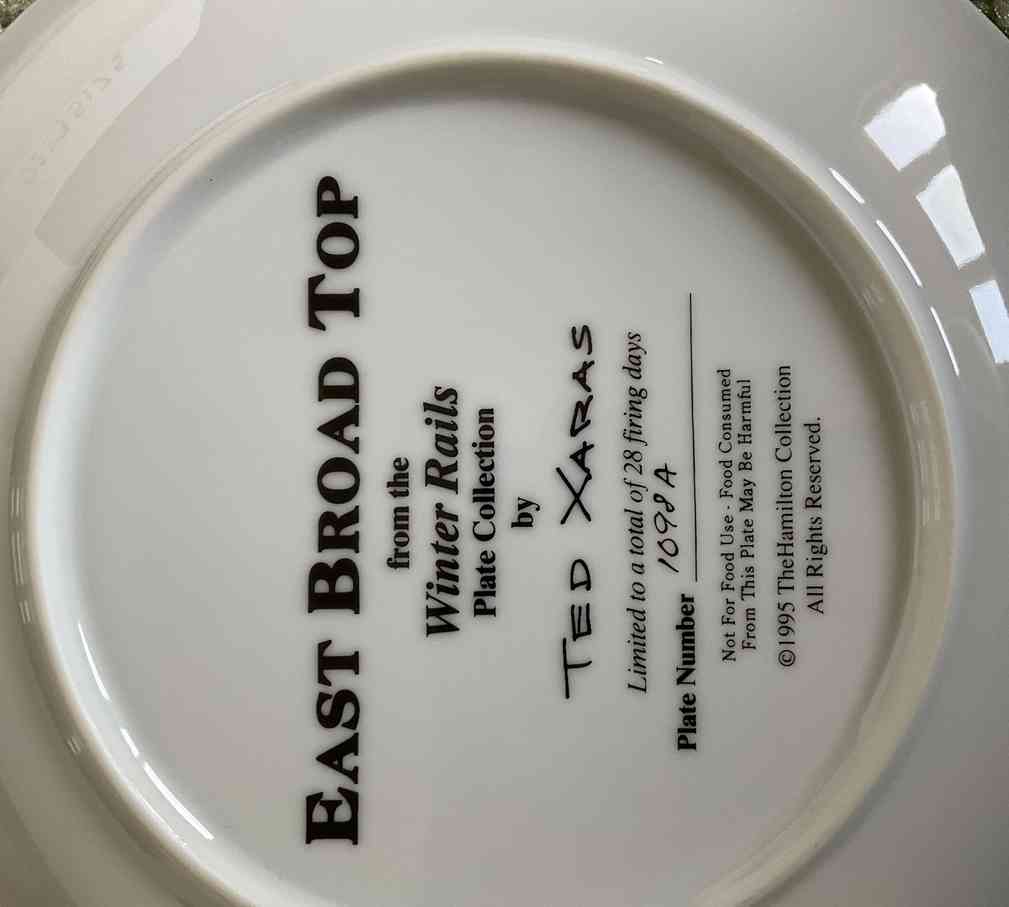 EAST BROAD TOP
from the
Winter Rails
Plate Collection
by
TED XARAS
Limited to a total of 28 firing days
Plate Number 1098A
Not For Food Use · Food Consumed
From This Plate May Be Harmful
©1995 TheHamilton Collection
All Rights Reserved.